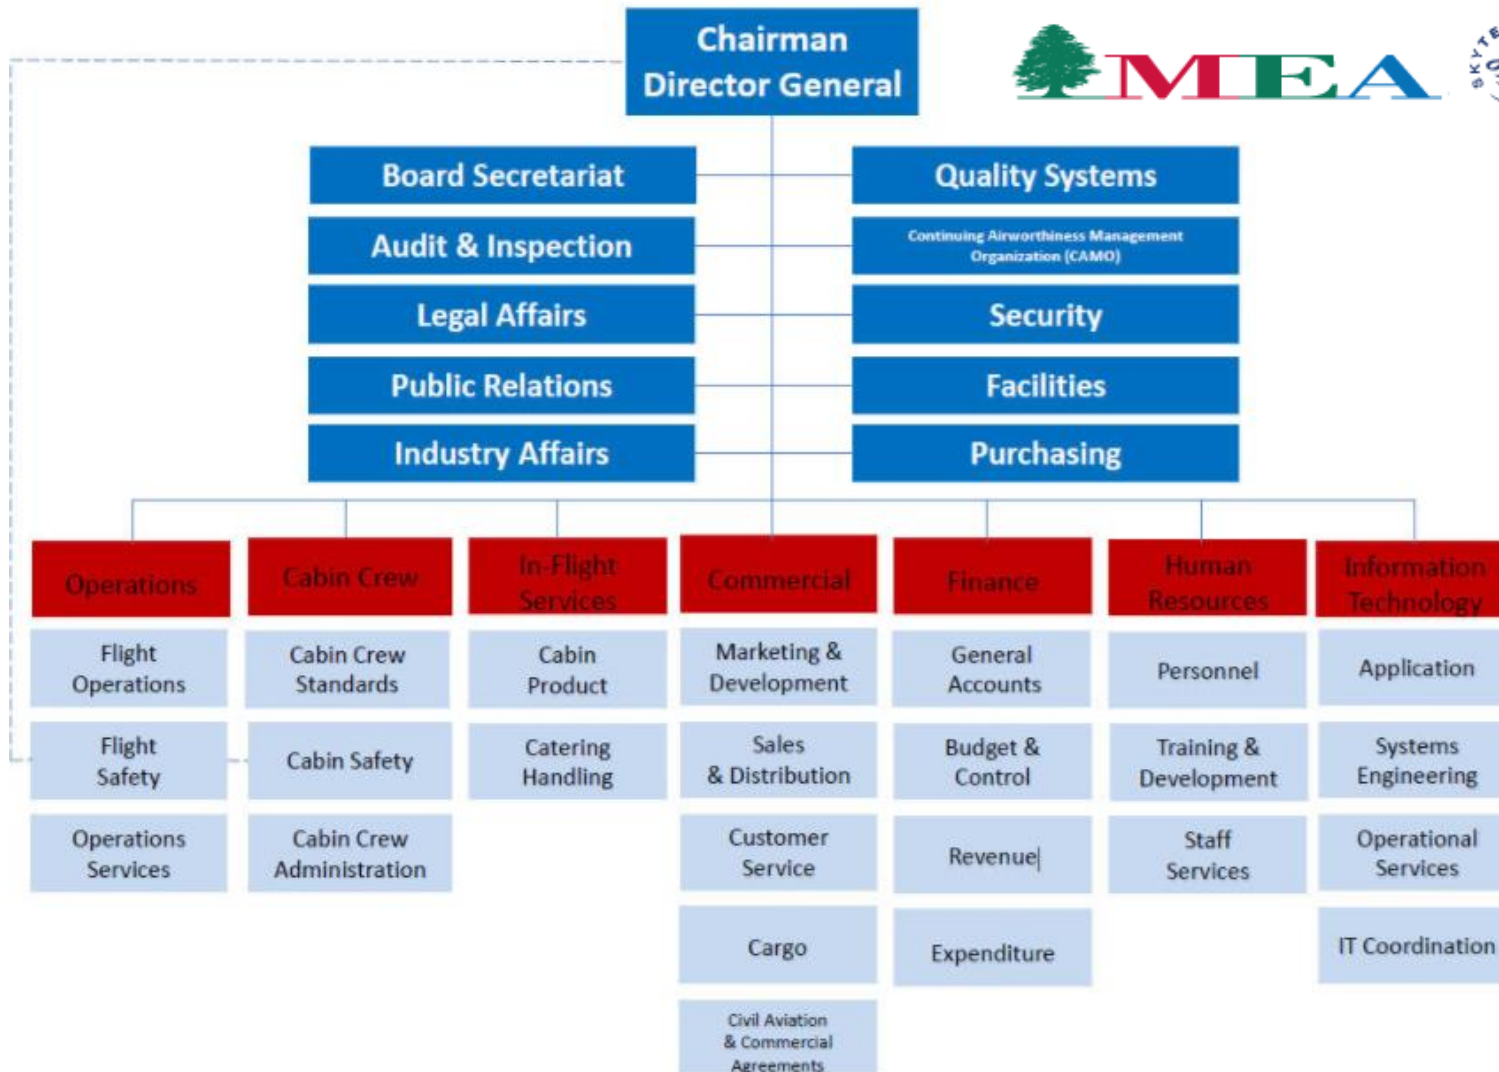 Chairman
Director General
MEA
SKYTE
Board Secretariat
Quality Systems
Audit & Inspection
Continuing Airworthiness Management
Organization (CAMO)
Legal Affairs
Security
Public Relations
Facilities
Industry Affairs
Purchasing
Operations
Cabin Crew
In-Flight
Services
Commercial
Finance
Human
Resources
Information
Technology
Flight
Operations
Cabin Crew
Standards
Cabin
Product
Marketing &
Development
General
Accounts
Personnel
Application
Flight
Safety
Cabin Safety
Catering
Handling
Sales
& Distribution
Budget &
Control
Training &
Development
Systems
Engineering
Operations
Services
Cabin Crew
Administration
Customer
Service
Revenue
Staff
Services
Operational
Services
Cargo
Expenditure
IT Coordination
Civil Aviation
& Commercial
Agreements